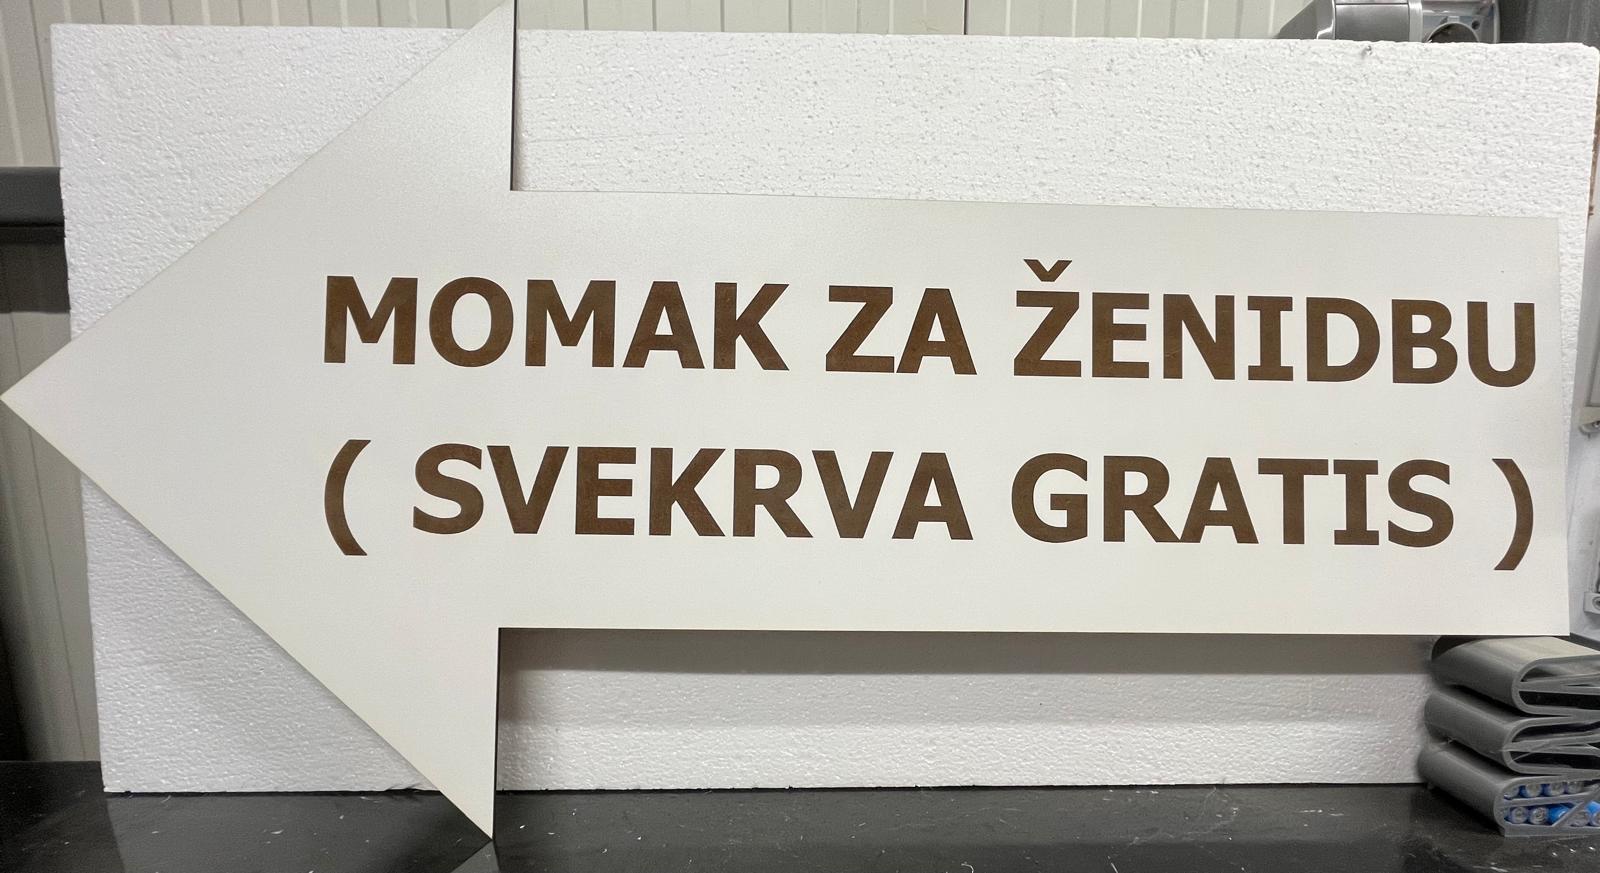 MOMAK ZA ŽENIDBU
( SVEKRVA GRATIS )